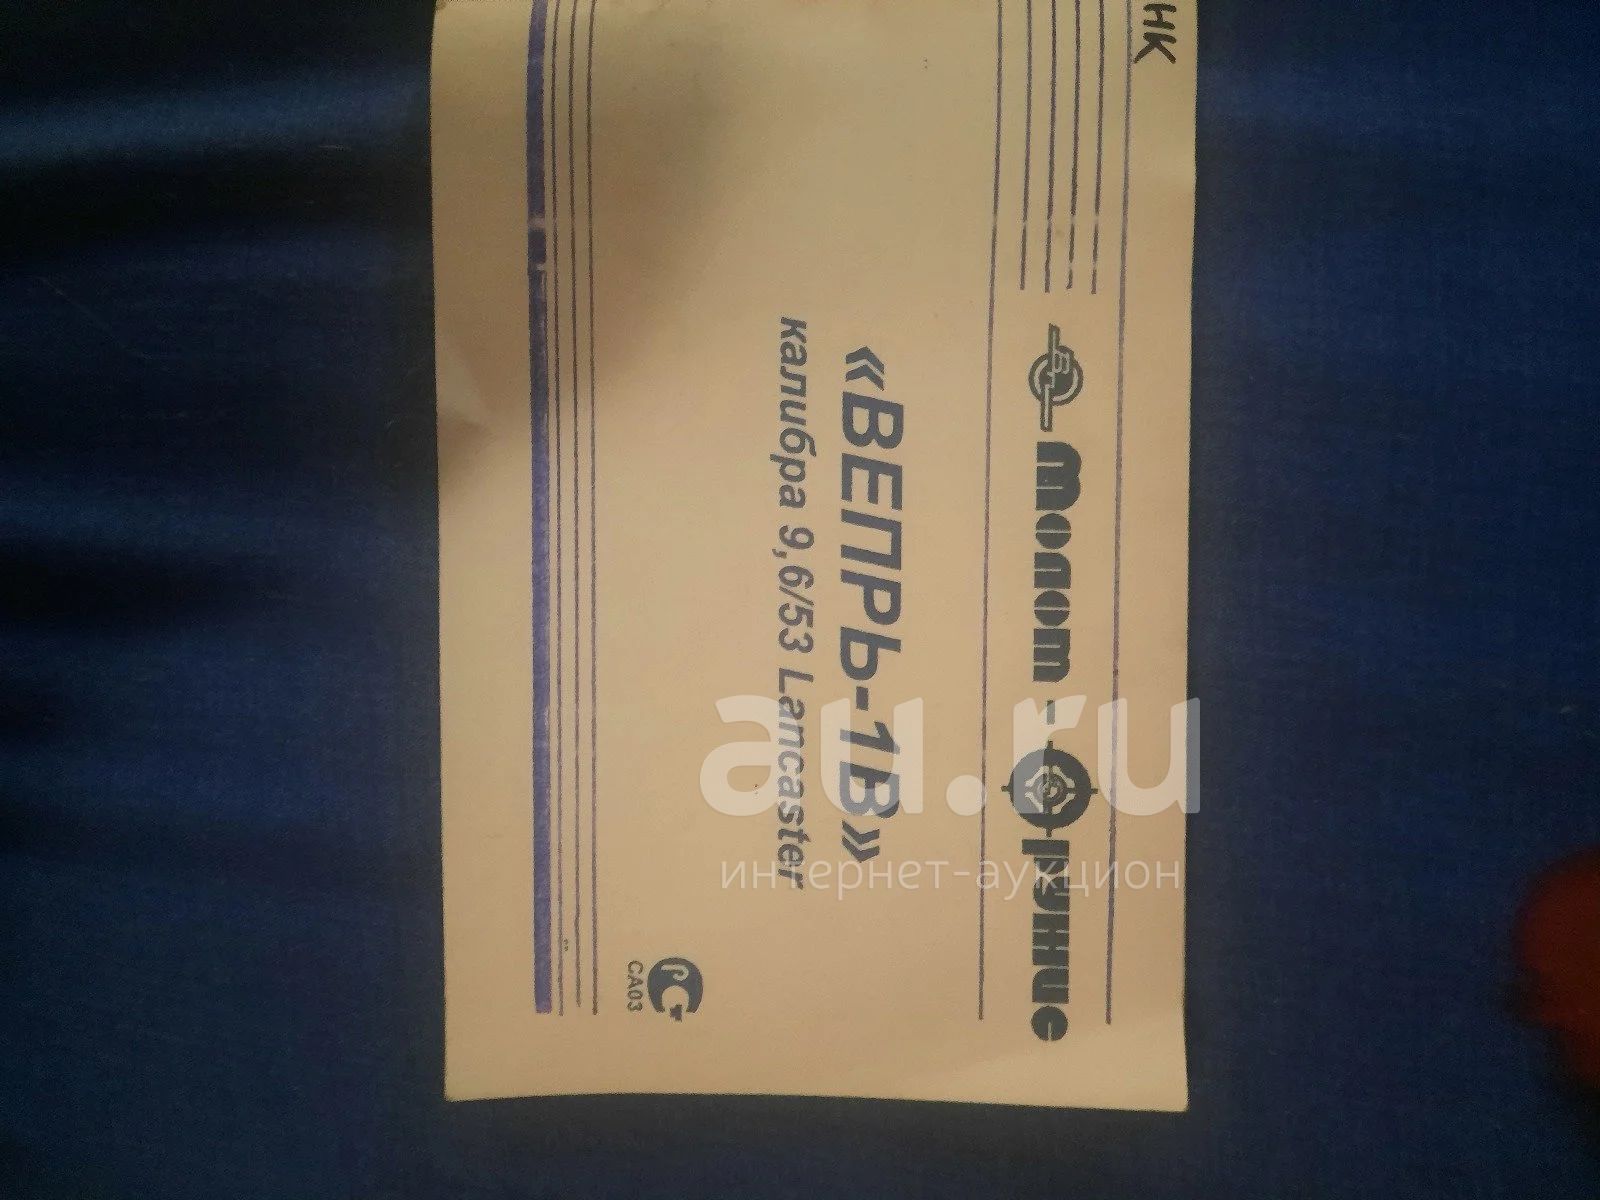 НК
Молот - Оружие
«ВЕПРЬ-1В»
калибра 9,6/53 Lancaster
СА03
au.ru
интернет-аукцион